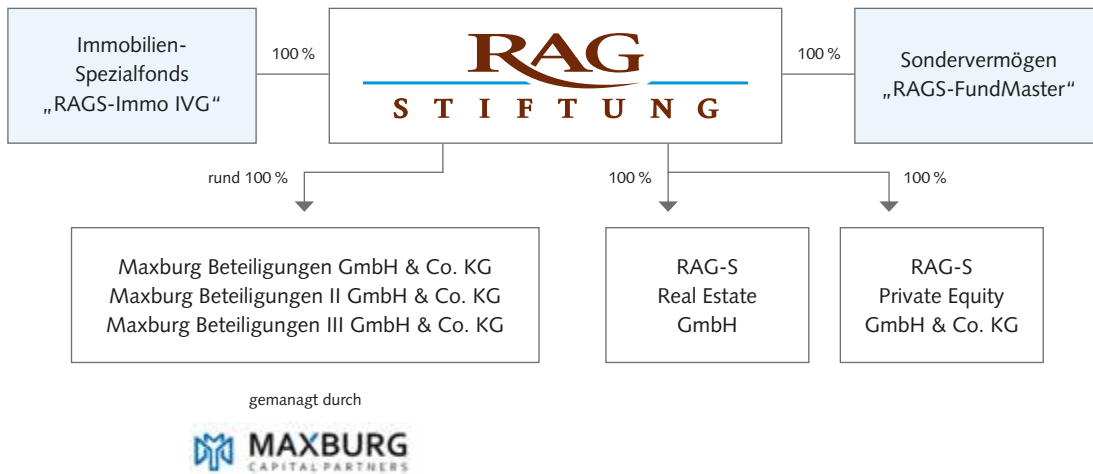 Immobilien-
Spezialfonds
„RAGS-Immo IVG“
100 %
RAG
STIFTUNG
100 %
Sondervermögen
„RAGS-FundMaster“
rund 100 %
100 %
100 %
Maxburg Beteiligungen GmbH & Co. KG
Maxburg Beteiligungen II GmbH & Co. KG
Maxburg Beteiligungen III GmbH & Co. KG
RAG-S
Real Estate
GmbH
RAG-S
Private Equity
GmbH & Co. KG
gemanagt durch
MAXBURG
CAPITAL PARTNERS